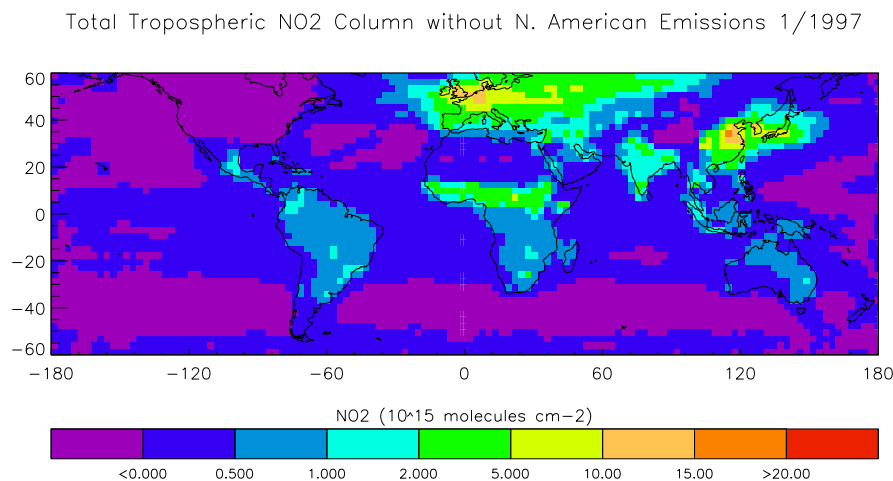 Total Tropospheric NO2 Column without N. American Emissions 1/1997
60
40
20
0
−20
−40
−60
−180 −120 −60 0 60 120 180
NO2 (10^15 molecules cm−2)
<0.000 0.500 1.000 2.000 5.000 10.00 15.00 >20.00